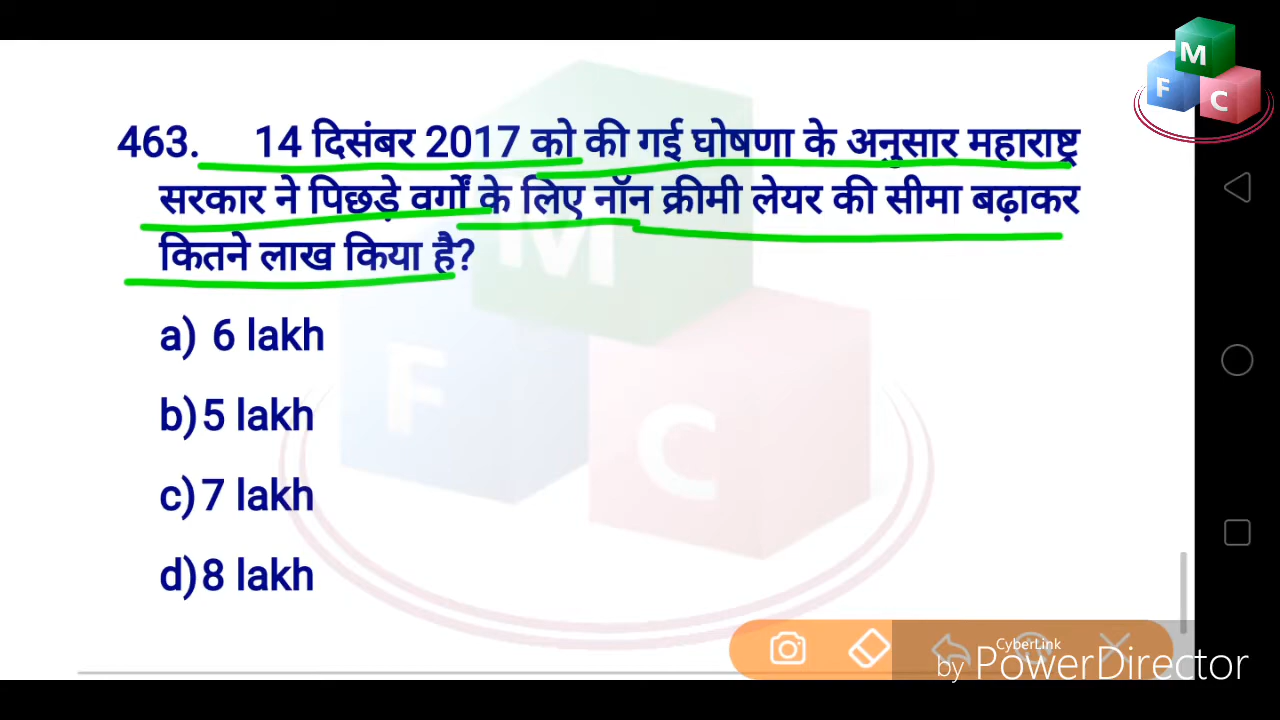 M
F
C
463. 14 दिसंबर 2017 को की गई घोषणा के अनुसार महाराष्ट्र
सरकार ने पिछड़े वर्गों के लिए नॉन क्रीमी लेयर की सीमा बढ़ाकर
कितने लाख किया है?
a) 6 lakh
b) 5 lakh
c) 7 lakh
d) 8 lakh
M
F
C
CyberLink
by PowerDirector